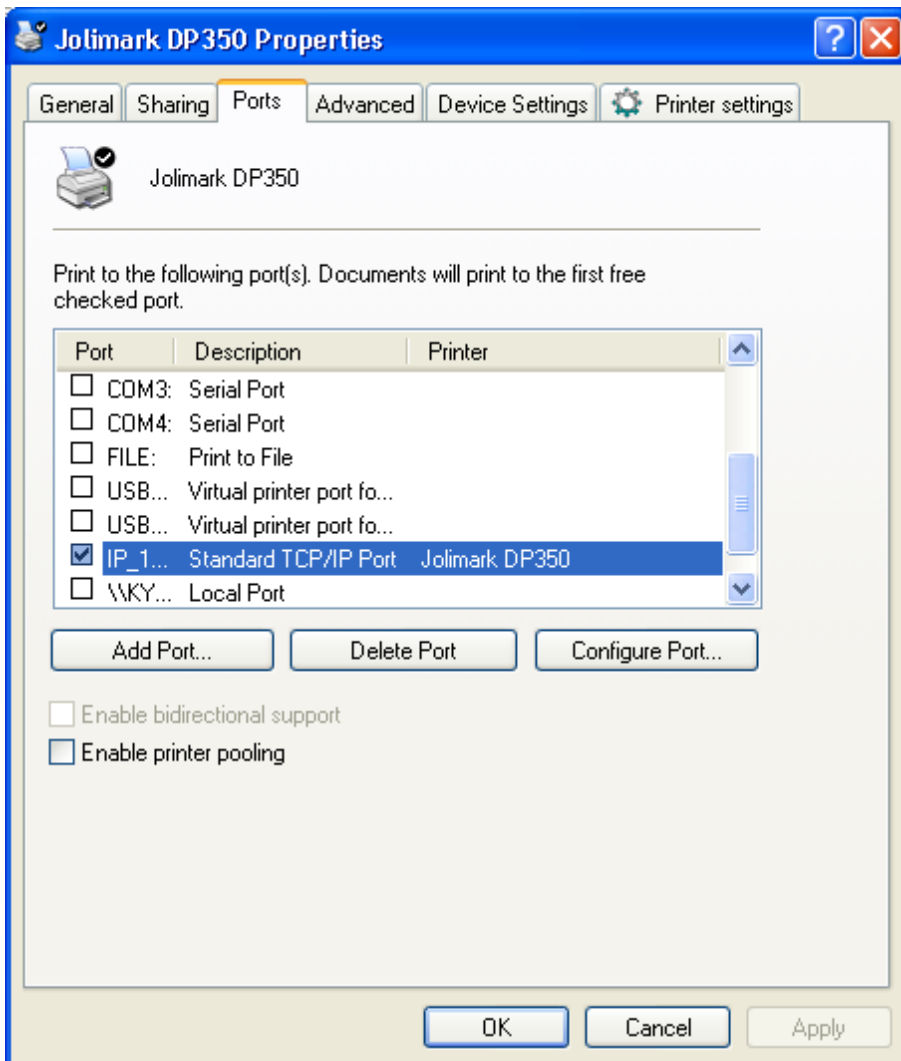 Jolimark DP350 Properties
General Sharing Ports Advanced Device Settings Printer settings
Jolimark DP350
Print to the following port(s). Documents will print to the first free
checked port.
Port Description Printer
COM3: Serial Port
COM4: Serial Port
FILE: Print to File
USB... Virtual printer port fo...
USB... Virtual printer port fo...
IP_1... Standard TCP/IP Port Jolimark DP350
\\KY... Local Port
Add Port... Delete Port Configure Port...
Enable bidirectional support
Enable printer pooling
OK Cancel Apply